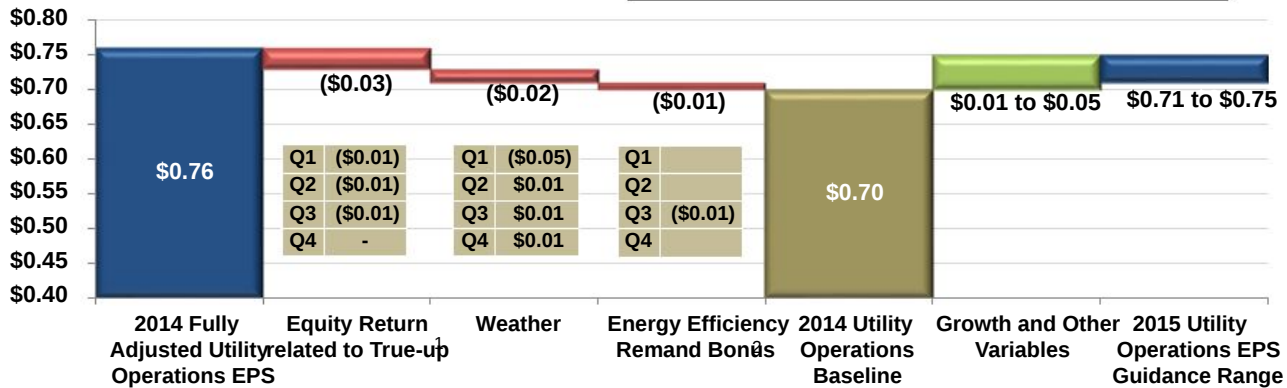 $0.80
$0.75
$0.70
$0.65
$0.60
$0.55
$0.50
$0.45
$0.40
$0.76
($0.03)
($0.02)
($0.01)
$0.70
$0.01 to $0.05
$0.71 to $0.75
Q1 ($0.01)
Q2 ($0.01)
Q3 ($0.01)
Q4 -
Q1 ($0.05)
Q2 $0.01
Q3 $0.01
Q4 $0.01
Q1
Q2
Q3 ($0.01)
Q4
2014 Fully
Adjusted Utility
Operations EPS
Equity Return
related to True-up1
Weather
Energy Efficiency
Remand Bonus2
2014 Utility
Operations
Baseline
Growth and Other
Variables
2015 Utility
Operations EPS
Guidance Range